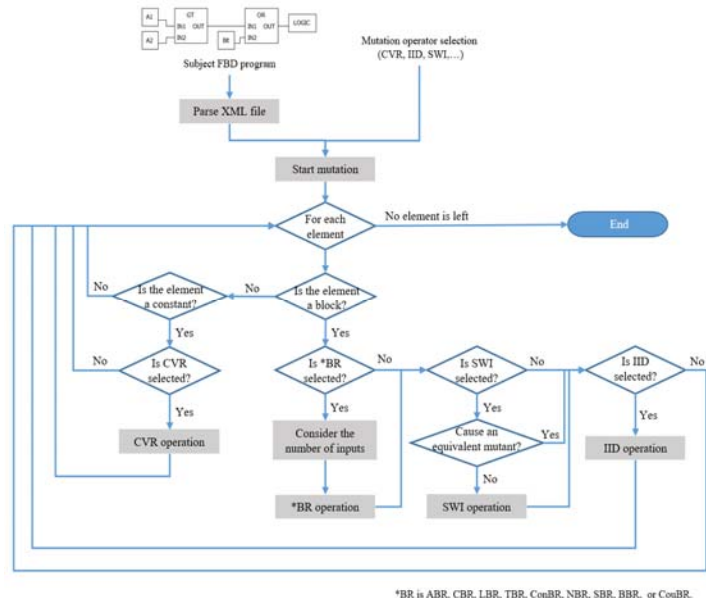 A1
GT
IN1 OUT
IN2
A2
OR
IN1 OUT
IN2
Bit
LOGIC
Subject FBD program
Mutation operator selection
(CVR, IID, SWI,…)
Parse XML file
Start mutation
For each
element
No element is left
End
Is the element
a block?
No
Is the element
a constant?
No
Yes
Yes
Is CVR
selected?
No
Yes
CVR operation
Is *BR
selected?
No
Yes
Consider the
number of inputs
*BR operation
Is SWI
selected?
No
Yes
Cause an
equivalent mutant?
Yes
No
SWI operation
Is IID
selected?
No
Yes
IID operation
*BR is ABR, CBR, LBR, TBR, ConBR, NBR, SBR, BBR, or CouBR.